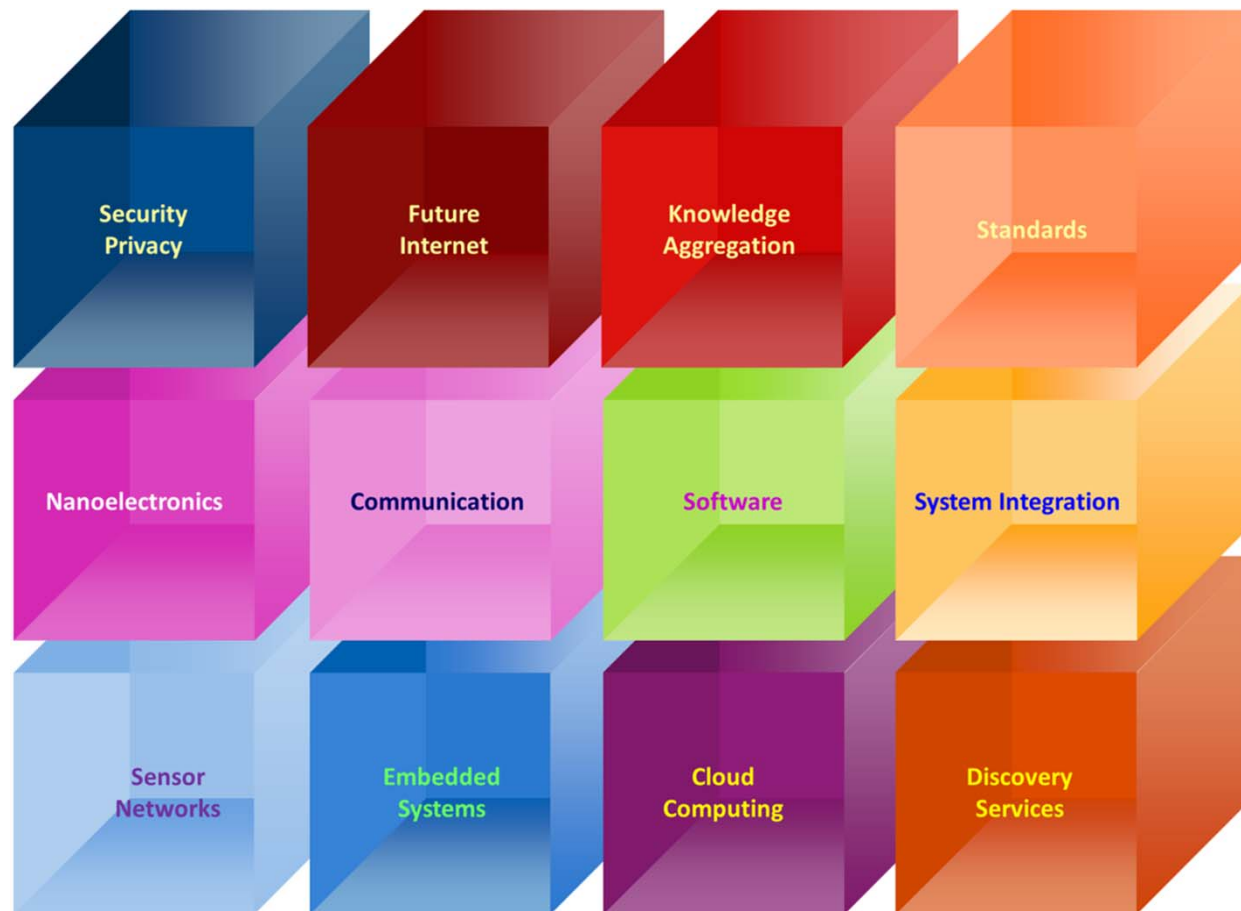 Security
Privacy
Future
Internet
Knowledge
Aggregation
Standards
Nanoelectronics
Communication
Software
System Integration
Sensor
Networks
Embedded
Systems
Cloud
Computing
Discovery
Services